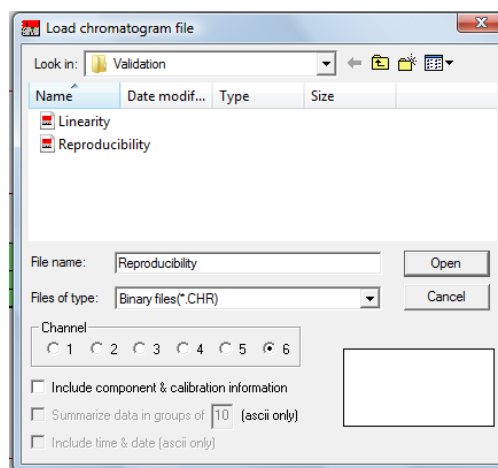 Load chromatogram file
X
Look in: Validation
Name Date modif... Type Size
Linearity
Reproducibility
File name: Reproducibility Open
Files of type: Binary files(*.CHR) Cancel
Channel
1 2 3 4 5 6
Include component & calibration information
Summarize data in groups of 10 (ascii only)
Include time & date (ascii only)